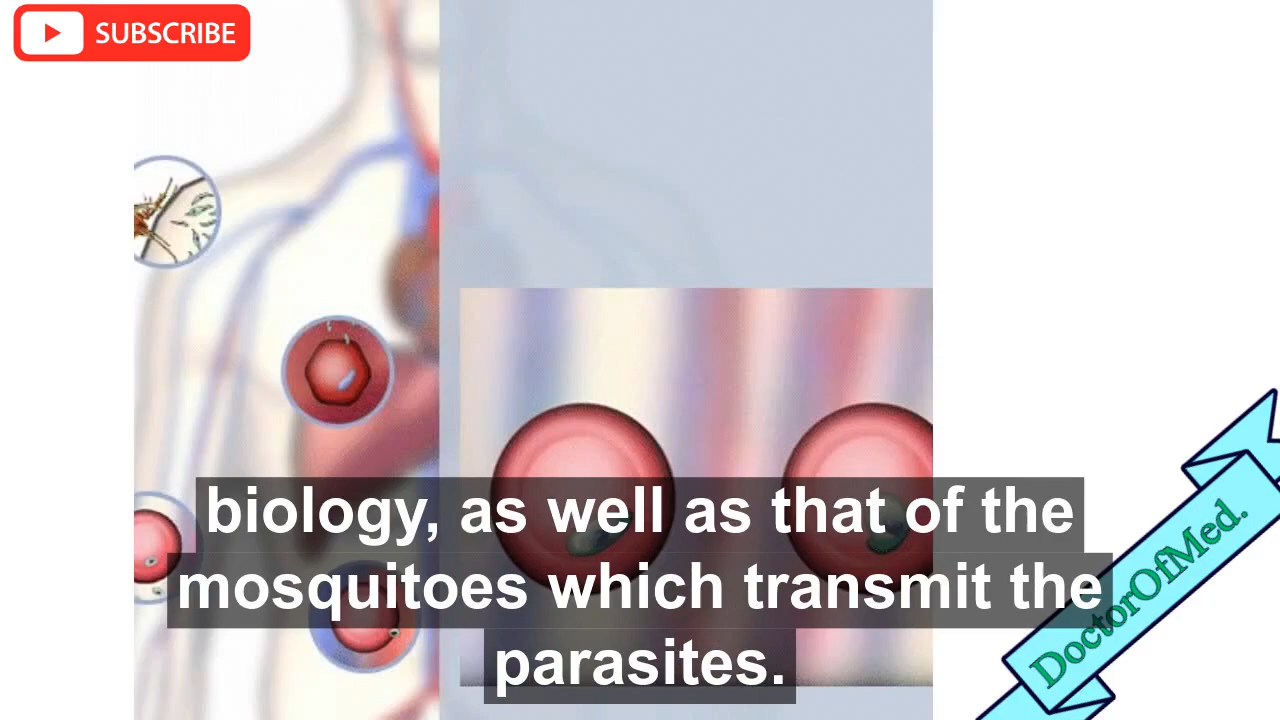 SUBSCRIBE
biology, as well as that of the
mosquitoes which transmit the
parasites.
DoctorOfMed.